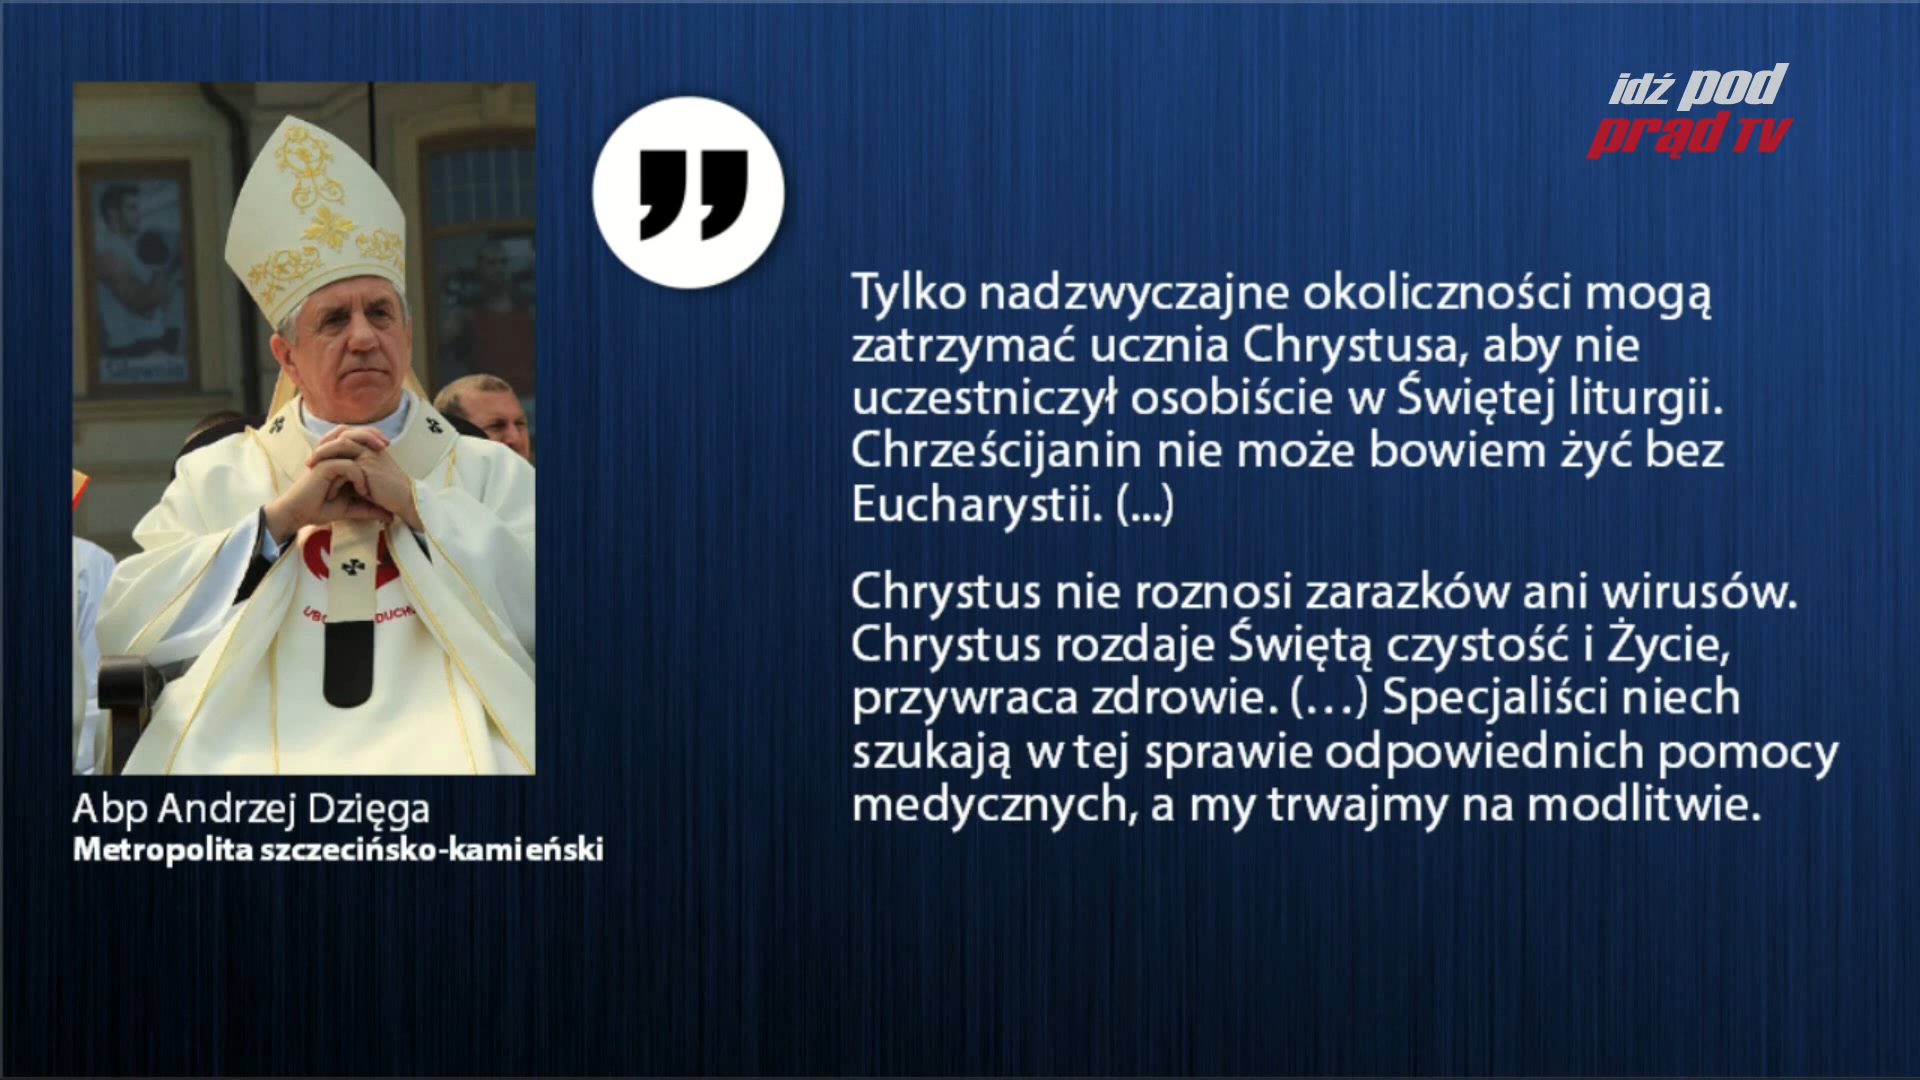 idź pod
prąd TV
Tylko nadzwyczajne okoliczności mogą
zatrzymać ucznia Chrystusa, aby nie
uczestniczył osobiście w Świętej liturgii.
Chrześcijanin nie może bowiem żyć bez
Eucharystii. (...)
Chrystus nie roznosi zarazków ani wirusów.
Chrystus rozdaje Świętą czystość i Życie,
przywraca zdrowie. (...) Specjaliści niech
szukają w tej sprawie odpowiednich pomocy
medycznych, a my trwajmy na modlitwie.
Abp Andrzej Dzięga
Metropolita szczecińsko-kamieński